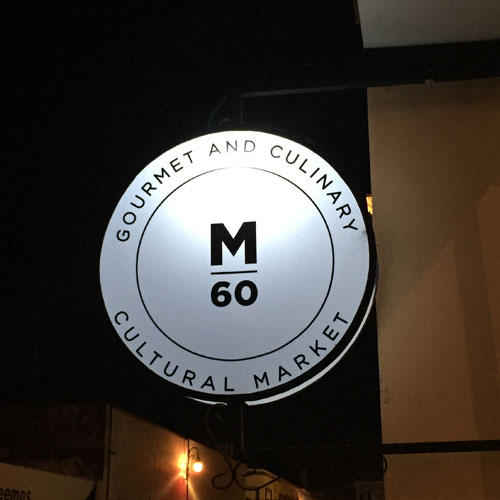 GOURMET AND CULINARY
M
60
CULTURAL MARKET